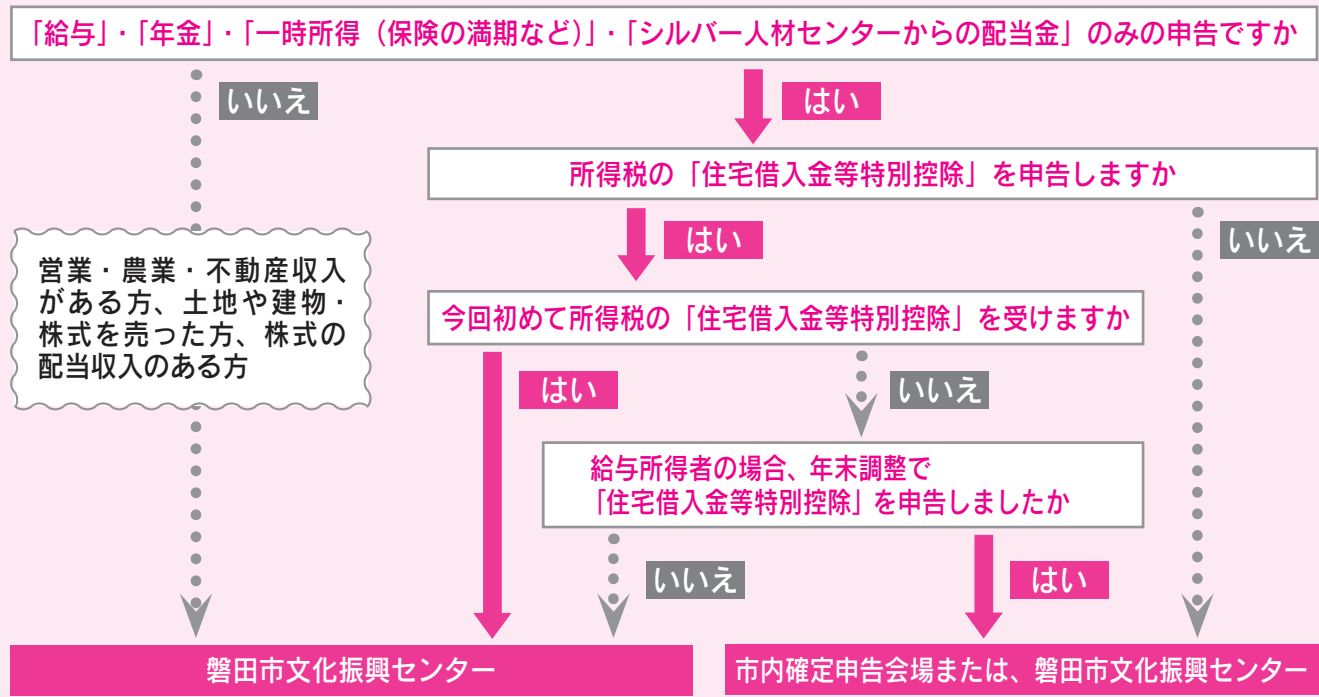 「給与」・「年金」・「一時所得（保険の満期など）」・「シルバー人材センターからの配当金」のみの申告ですか
いいえ
はい
所得税の「住宅借入金等特別控除」を申告しますか
はい
いいえ
営業・農業・不動産収入
がある方、土地や建物・
株式を売った方、株式の
配当収入のある方
今回初めて所得税の「住宅借入金等特別控除」を受けますか
はい
いいえ
給与所得者の場合、年末調整で
「住宅借入金等特別控除」を申告しましたか
いいえ
はい
磐田市文化振興センター
市内確定申告会場または、磐田市文化振興センター